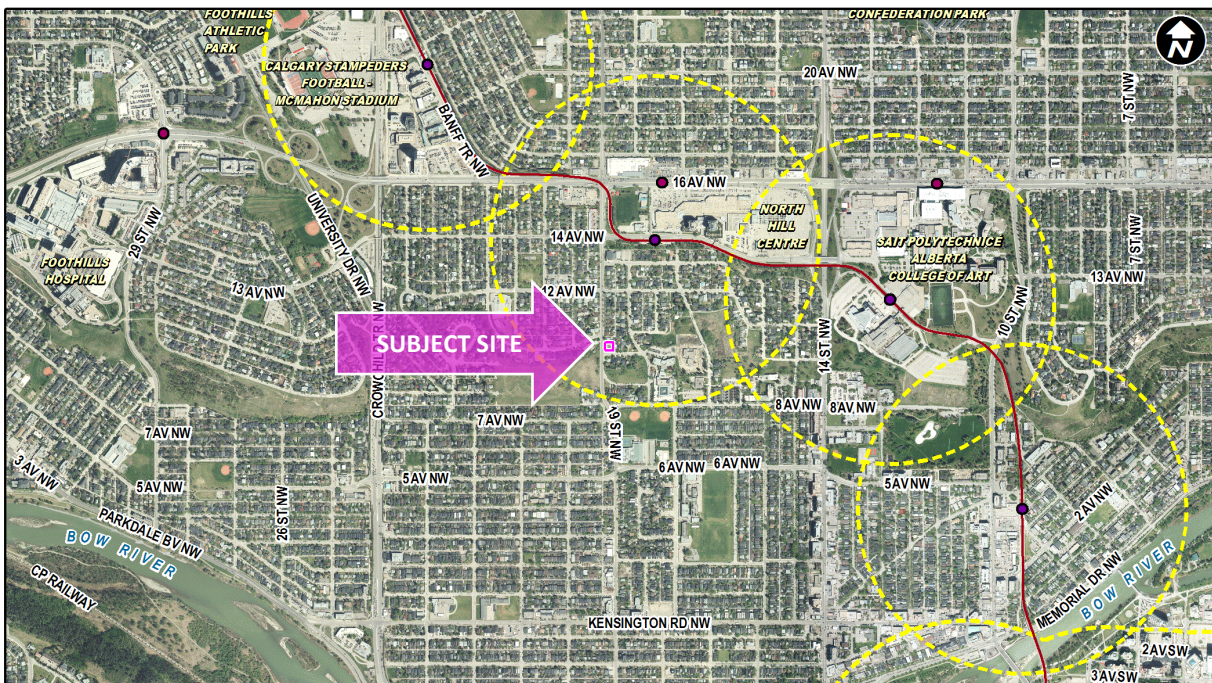 FOOTHILLS
ATHLETIC
PARK
CONFEDERATION PARK
N
CALGARY STAMPEDERS
FOOTBALL -
MCMAHON STADIUM
20 AV NW
7 ST NW
BANFF TR NW
16 AV NW
29 ST NW
UNIVERSITY DR NW
NORTH
HILL
CENTRE
14 AV NW
SAIT POLYTECHNICE
ALBERTA
COLLEGE OF ART
7 ST NW
FOOTHILLS
HOSPITAL
13 AV NW
12 AV NW
13 AV NW
10 ST NW
SUBJECT SITE
CROWCHILD TR NW
14 ST NW
7 AV NW
19 ST NW
8 AV NW
8 AV NW
7 AV NW
3 AV NW
5 AV NW
26 ST NW
5 AV NW
6 AV NW
6 AV NW
5 AV NW
2 AV NW
PARKDALE BV NW
BOW RIVER
CP RAILWAY
MEMORIAL DR NW
BOW RIVER
KENSINGTON RD NW
2 AV SW
3 AV SW